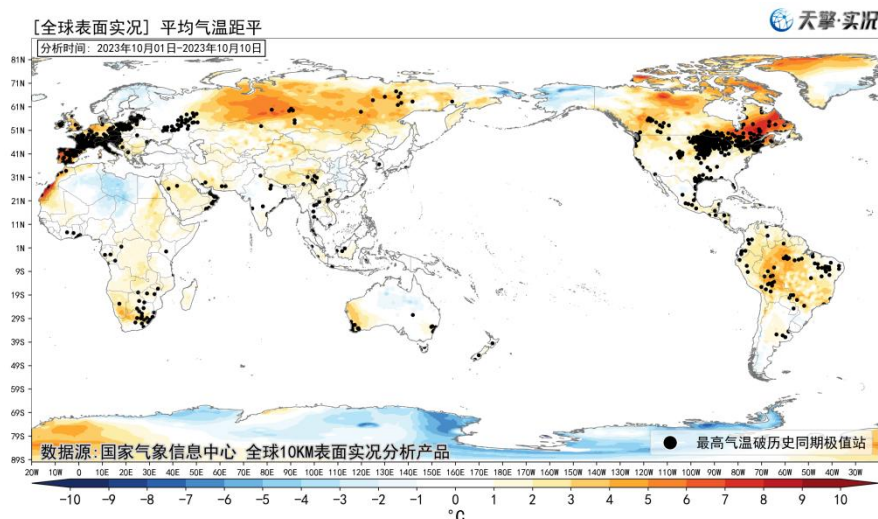 [全球表面实况] 平均气温距平
天擎·实况
分析时间: 2023年10月01日-2023年10月10日
81N
71N
61N
51N
41N
31N
21N
11N
1N
9S
19S
29S
39S
49S
59S
69S
79S
89S
数据源:国家气象信息中心 全球10KM表面实况分析产品
最高气温破历史同期极值站
20W 10W 0 10E 20E 30E 40E 50E 60E 70E 80E 90E 100E 110E 120E 130E 140E 150E 160E 170E 180 170W 160W 150W 140W 130W 120W 110W 100W 90W 80W 70W 60W 50W 40W 30W
-10 -9 -8 -7 -6 -5 -4 -3 -2 -1 0 1 2 3 4 5 6 7 8 9 10
°C